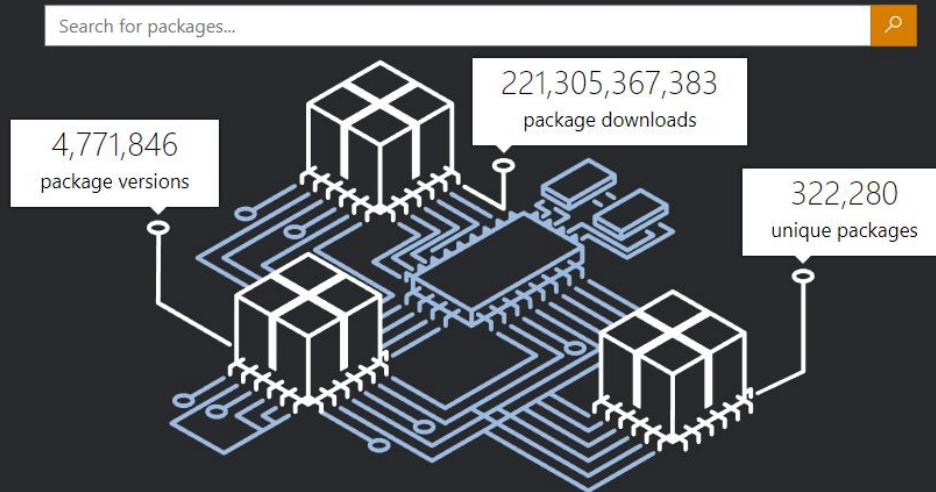 Search for packages...
221,305,367,383
package downloads
4,771,846
package versions
322,280
unique packages